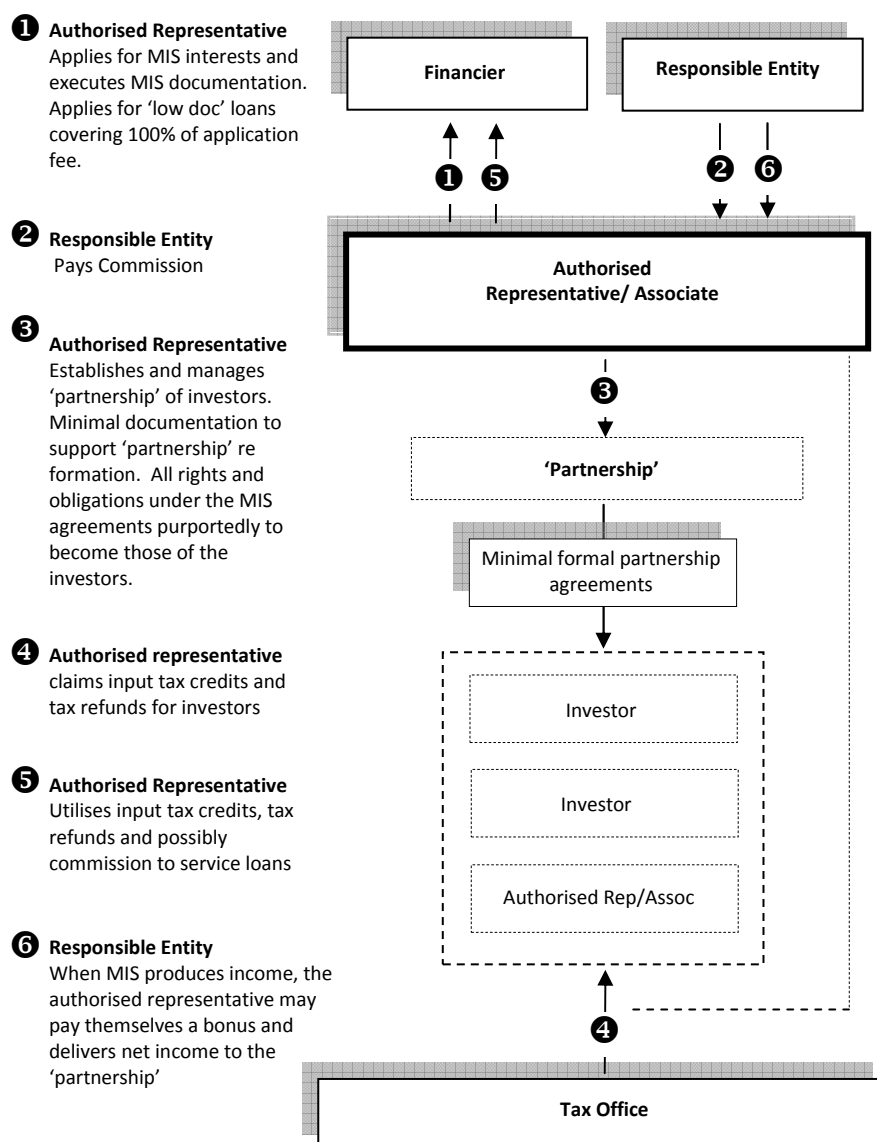 ❶ Authorised Representative
Applies for MIS interests and
executes MIS documentation.
Applies for 'low doc' loans
covering 100% of application
fee.
❷ Responsible Entity
Pays Commission
❸
Authorised Representative
Establishes and manages
'partnership' of investors.
Minimal documentation to
support 'partnership' re
formation.  All rights and
obligations under the MIS
agreements purportedly to
become those of the
investors.
❹ Authorised representative
claims input tax credits and
tax refunds for investors
❺ Authorised Representative
Utilises input tax credits, tax
refunds and possibly
commission to service loans
❻ Responsible Entity
When MIS produces income, the
authorised representative may
pay themselves a bonus and
delivers net income to the
'partnership'
Financier
Responsible Entity
❶ ❺ ❷ ❻
Authorised
Representative/ Associate
❸
'Partnership'
Minimal formal partnership
agreements
Investor
Investor
Authorised Rep/Assoc
❹
Tax Office